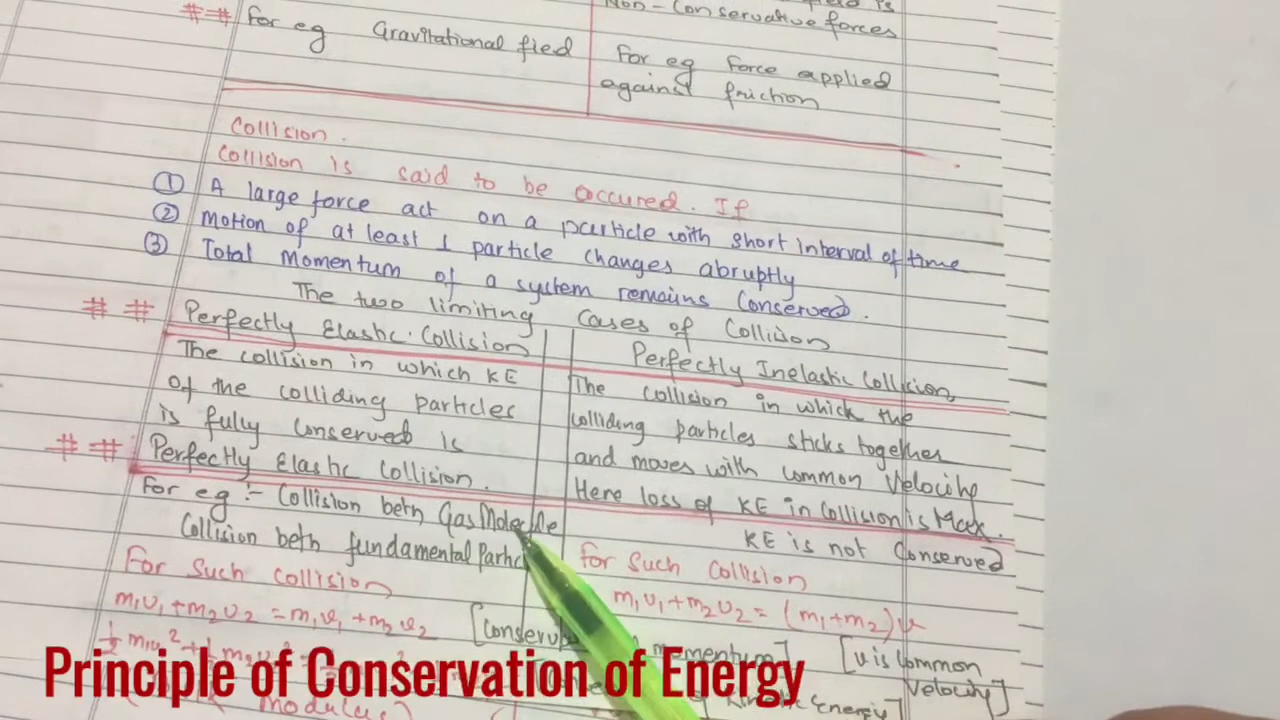 Non-Conservative forces
## For eg Gravitational field
For eg Force applied
against friction
Collision.
Collision is said to be occured. If
① A large force act on a particle with short interval of time
② Motion of at least 1 particle changes abruptly
③ Total Momentum of a system remains Conserved.
The two limiting Cases of Collision
## Perfectly Elastic Collision
The collision in which KE
of the colliding particles
is fully conserved is
## Perfectly Elastic Collision.
For eg :- Collision betn Gas Molecule
Collision betn fundamental
For Such collision
m₁u₁+m₂u₂=m₁v₁+m₂v₂
Perfectly Inelastic Collision,
The collision in which the
colliding particles sticks together
and moves with common Velocity
Here loss of KE in Collision is Max.
KE is not Conserved
for Such Collision
m₁u₁+m₂u₂=(m₁+m₂)v
momentum] [v is common
Velocity]
Energy]
Modulus)
Principle of Conservation of Energy